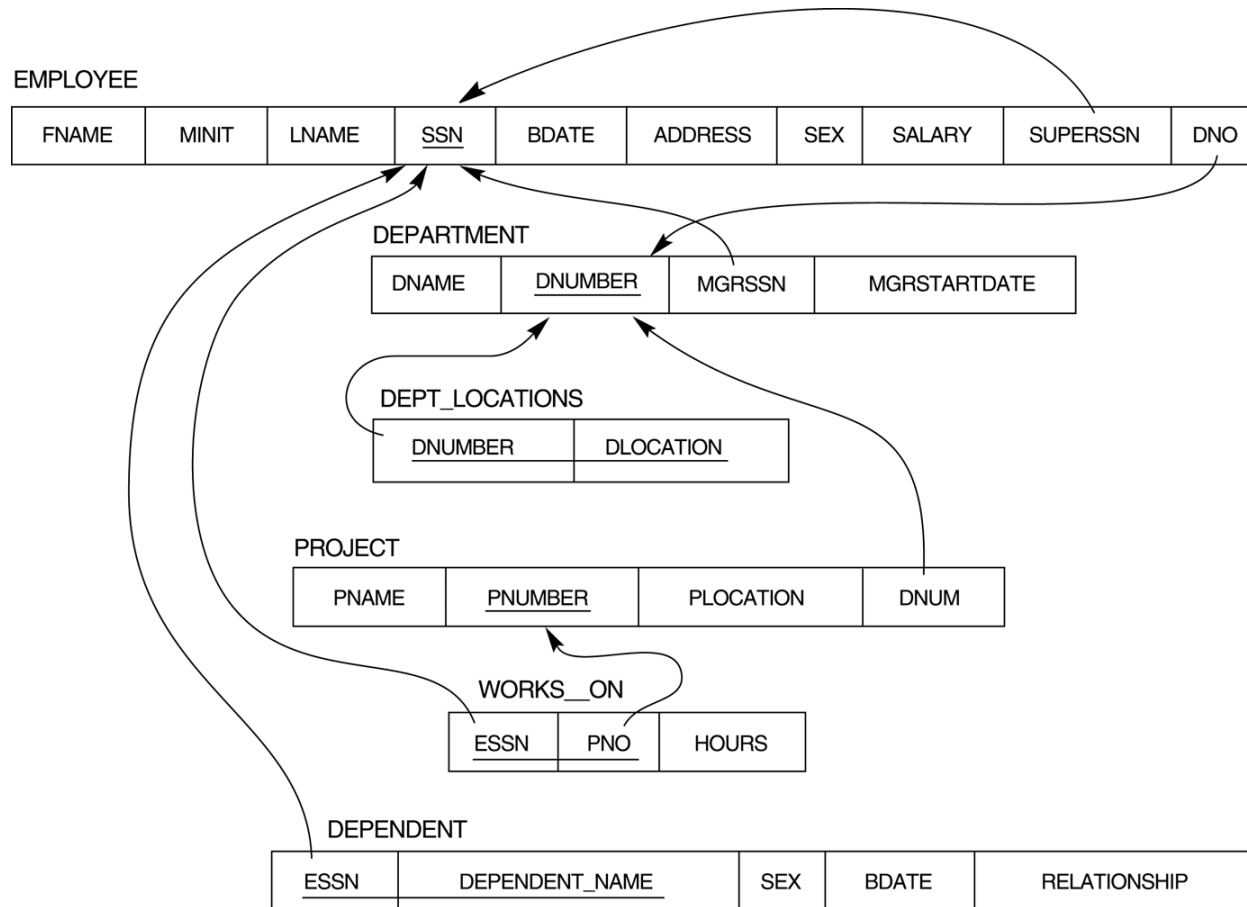 EMPLOYEE
FNAME MINIT LNAME SSN BDATE ADDRESS SEX SALARY SUPERSSN DNO
DEPARTMENT
DNAME DNUMBER MGRSSN MGRSTARTDATE
DEPT_LOCATIONS
DNUMBER DLOCATION
PROJECT
PNAME PNUMBER PLOCATION DNUM
WORKS__ON
ESSN PNO HOURS
DEPENDENT
ESSN DEPENDENT_NAME SEX BDATE RELATIONSHIP